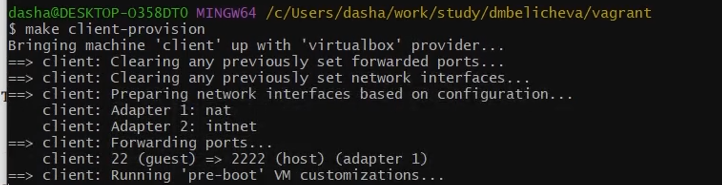 dasha@DESKTOP-O358DTO MINGW64 /c/Users/dasha/work/study/dmbelicheva/vagrant
$ make client-provision
Bringing machine 'client' up with 'virtualbox' provider...
==> client: Clearing any previously set forwarded ports...
==> client: Clearing any previously set network interfaces...
==> client: Preparing network interfaces based on configuration...
    client: Adapter 1: nat
    client: Adapter 2: intnet
==> client: Forwarding ports...
    client: 22 (guest) => 2222 (host) (adapter 1)
==> client: Running 'pre-boot' VM customizations...